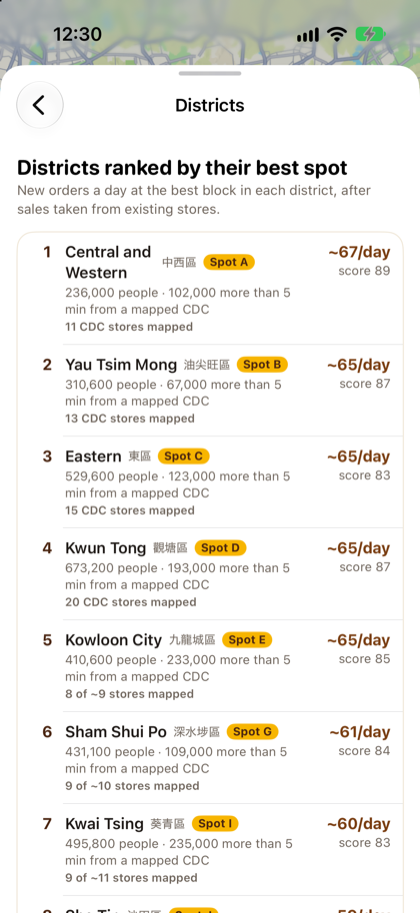 12:30
Districts
Districts ranked by their best spot
New orders a day at the best block in each district, after
sales taken from existing stores.
1 Central and Western 中西區 Spot A ~67/day
score 89
236,000 people · 102,000 more than 5
min from a mapped CDC
11 CDC stores mapped
2 Yau Tsim Mong 油尖旺區 Spot B ~65/day
310,600 people · 67,000 more than 5 score 87
min from a mapped CDC
13 CDC stores mapped
3 Eastern 東區 Spot C ~65/day
529,600 people · 123,000 more than 5 score 83
min from a mapped CDC
15 CDC stores mapped
4 Kwun Tong 觀塘區 Spot D ~65/day
673,200 people · 193,000 more than 5 score 87
min from a mapped CDC
20 CDC stores mapped
5 Kowloon City 九龍城區 Spot E ~65/day
410,600 people · 233,000 more than 5 score 85
min from a mapped CDC
8 of ~9 stores mapped
6 Sham Shui Po 深水埗區 Spot G ~61/day
431,100 people · 109,000 more than 5 score 84
min from a mapped CDC
9 of ~10 stores mapped
7 Kwai Tsing 葵青區 Spot I ~60/day
495,800 people · 235,000 more than 5 score 83
min from a mapped CDC
9 of ~11 stores mapped